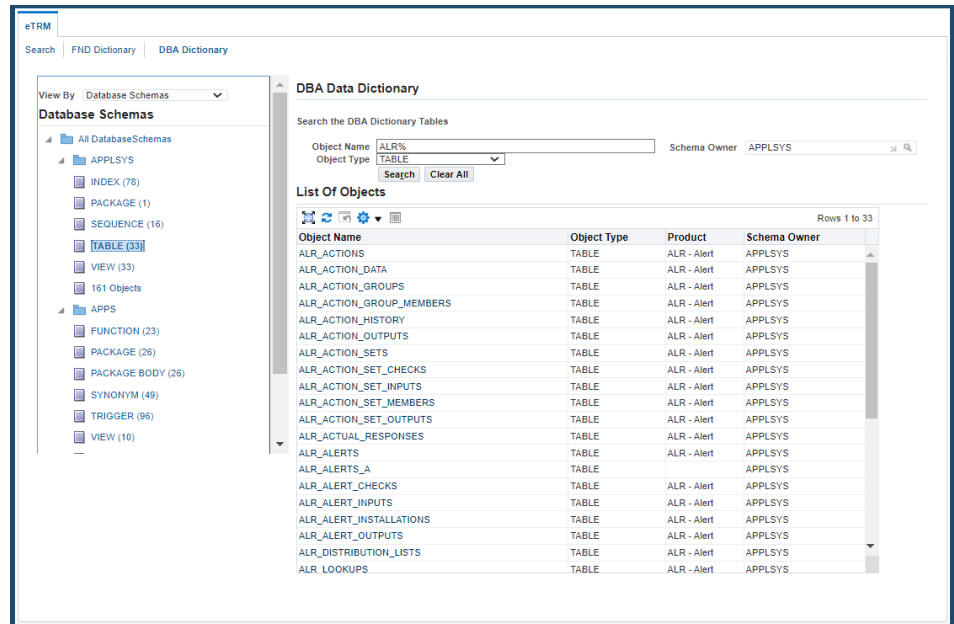 eTRM
Search FND Dictionary DBA Dictionary
View By Database Schemas
Database Schemas
All DatabaseSchemas
APPLSYS
INDEX (78)
PACKAGE (1)
SEQUENCE (16)
TABLE (33)
VIEW (33)
161 Objects
APPS
FUNCTION (23)
PACKAGE (26)
PACKAGE BODY (26)
SYNONYM (49)
TRIGGER (96)
VIEW (10)
DBA Data Dictionary
Search the DBA Dictionary Tables
Object Name ALR% Schema Owner APPLSYS
Object Type TABLE
Search Clear All
List Of Objects
Rows 1 to 33
Object Name Object Type Product Schema Owner
ALR_ACTIONS TABLE ALR - Alert APPLSYS
ALR_ACTION_DATA TABLE ALR - Alert APPLSYS
ALR_ACTION_GROUPS TABLE ALR - Alert APPLSYS
ALR_ACTION_GROUP_MEMBERS TABLE ALR - Alert APPLSYS
ALR_ACTION_HISTORY TABLE ALR - Alert APPLSYS
ALR_ACTION_OUTPUTS TABLE ALR - Alert APPLSYS
ALR_ACTION_SETS TABLE ALR - Alert APPLSYS
ALR_ACTION_SET_CHECKS TABLE ALR - Alert APPLSYS
ALR_ACTION_SET_INPUTS TABLE ALR - Alert APPLSYS
ALR_ACTION_SET_MEMBERS TABLE ALR - Alert APPLSYS
ALR_ACTION_SET_OUTPUTS TABLE ALR - Alert APPLSYS
ALR_ACTUAL_RESPONSES TABLE ALR - Alert APPLSYS
ALR_ALERTS TABLE ALR - Alert APPLSYS
ALR_ALERTS_A TABLE APPLSYS
ALR_ALERT_CHECKS TABLE ALR - Alert APPLSYS
ALR_ALERT_INPUTS TABLE ALR - Alert APPLSYS
ALR_ALERT_INSTALLATIONS TABLE ALR - Alert APPLSYS
ALR_ALERT_OUTPUTS TABLE ALR - Alert APPLSYS
ALR_DISTRIBUTION_LISTS TABLE ALR - Alert APPLSYS
ALR_LOOKUPS TABLE ALR - Alert APPLSYS